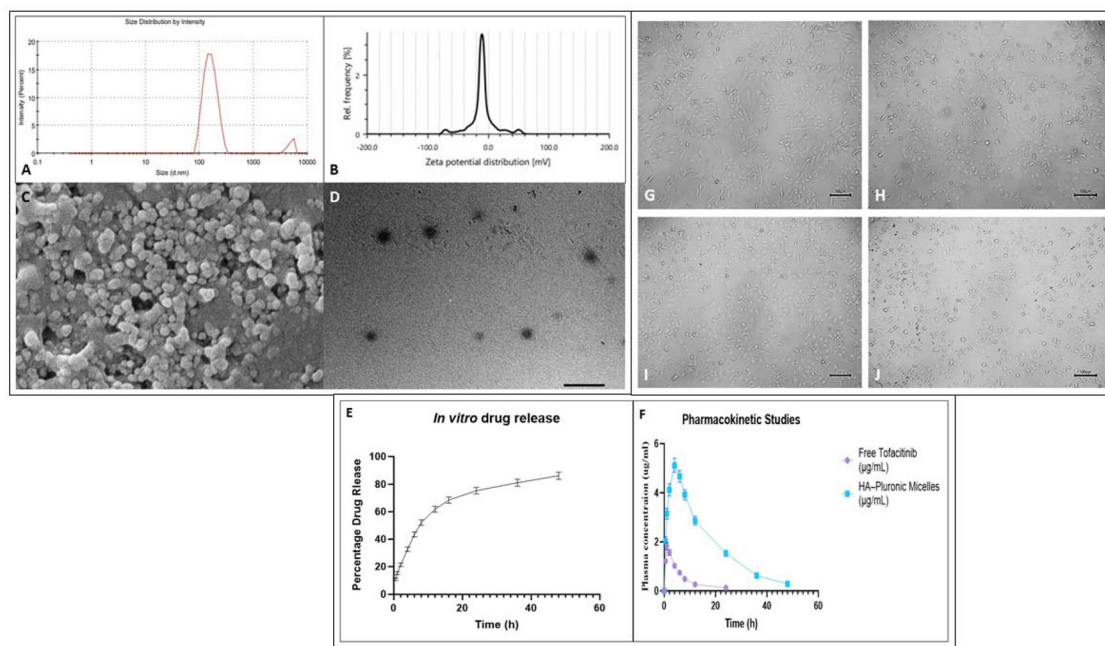 Size Distribution by Intensity
Intensity (Percent)
20
15
10
5
0
0.1 1 10 100 1000 10000
Size (d.nm)
A
Rel. frequency [%]
2
0
-200.0 -100.0 0.0 100.0 200.0
Zeta potential distribution [mV]
B
C
D
G
H
I
J
E
In vitro drug release
Percentage Drug Rlease
100
80
60
40
20
0
0 20 40 60
Time (h)
F
Pharmacokinetic Studies
Plasma concentraion (ug/ml)
6
4
2
0
0 20 40 60
Time (h)
Free Tofacitinib
(µg/mL)
HA–Pluronic Micelles
(µg/mL)